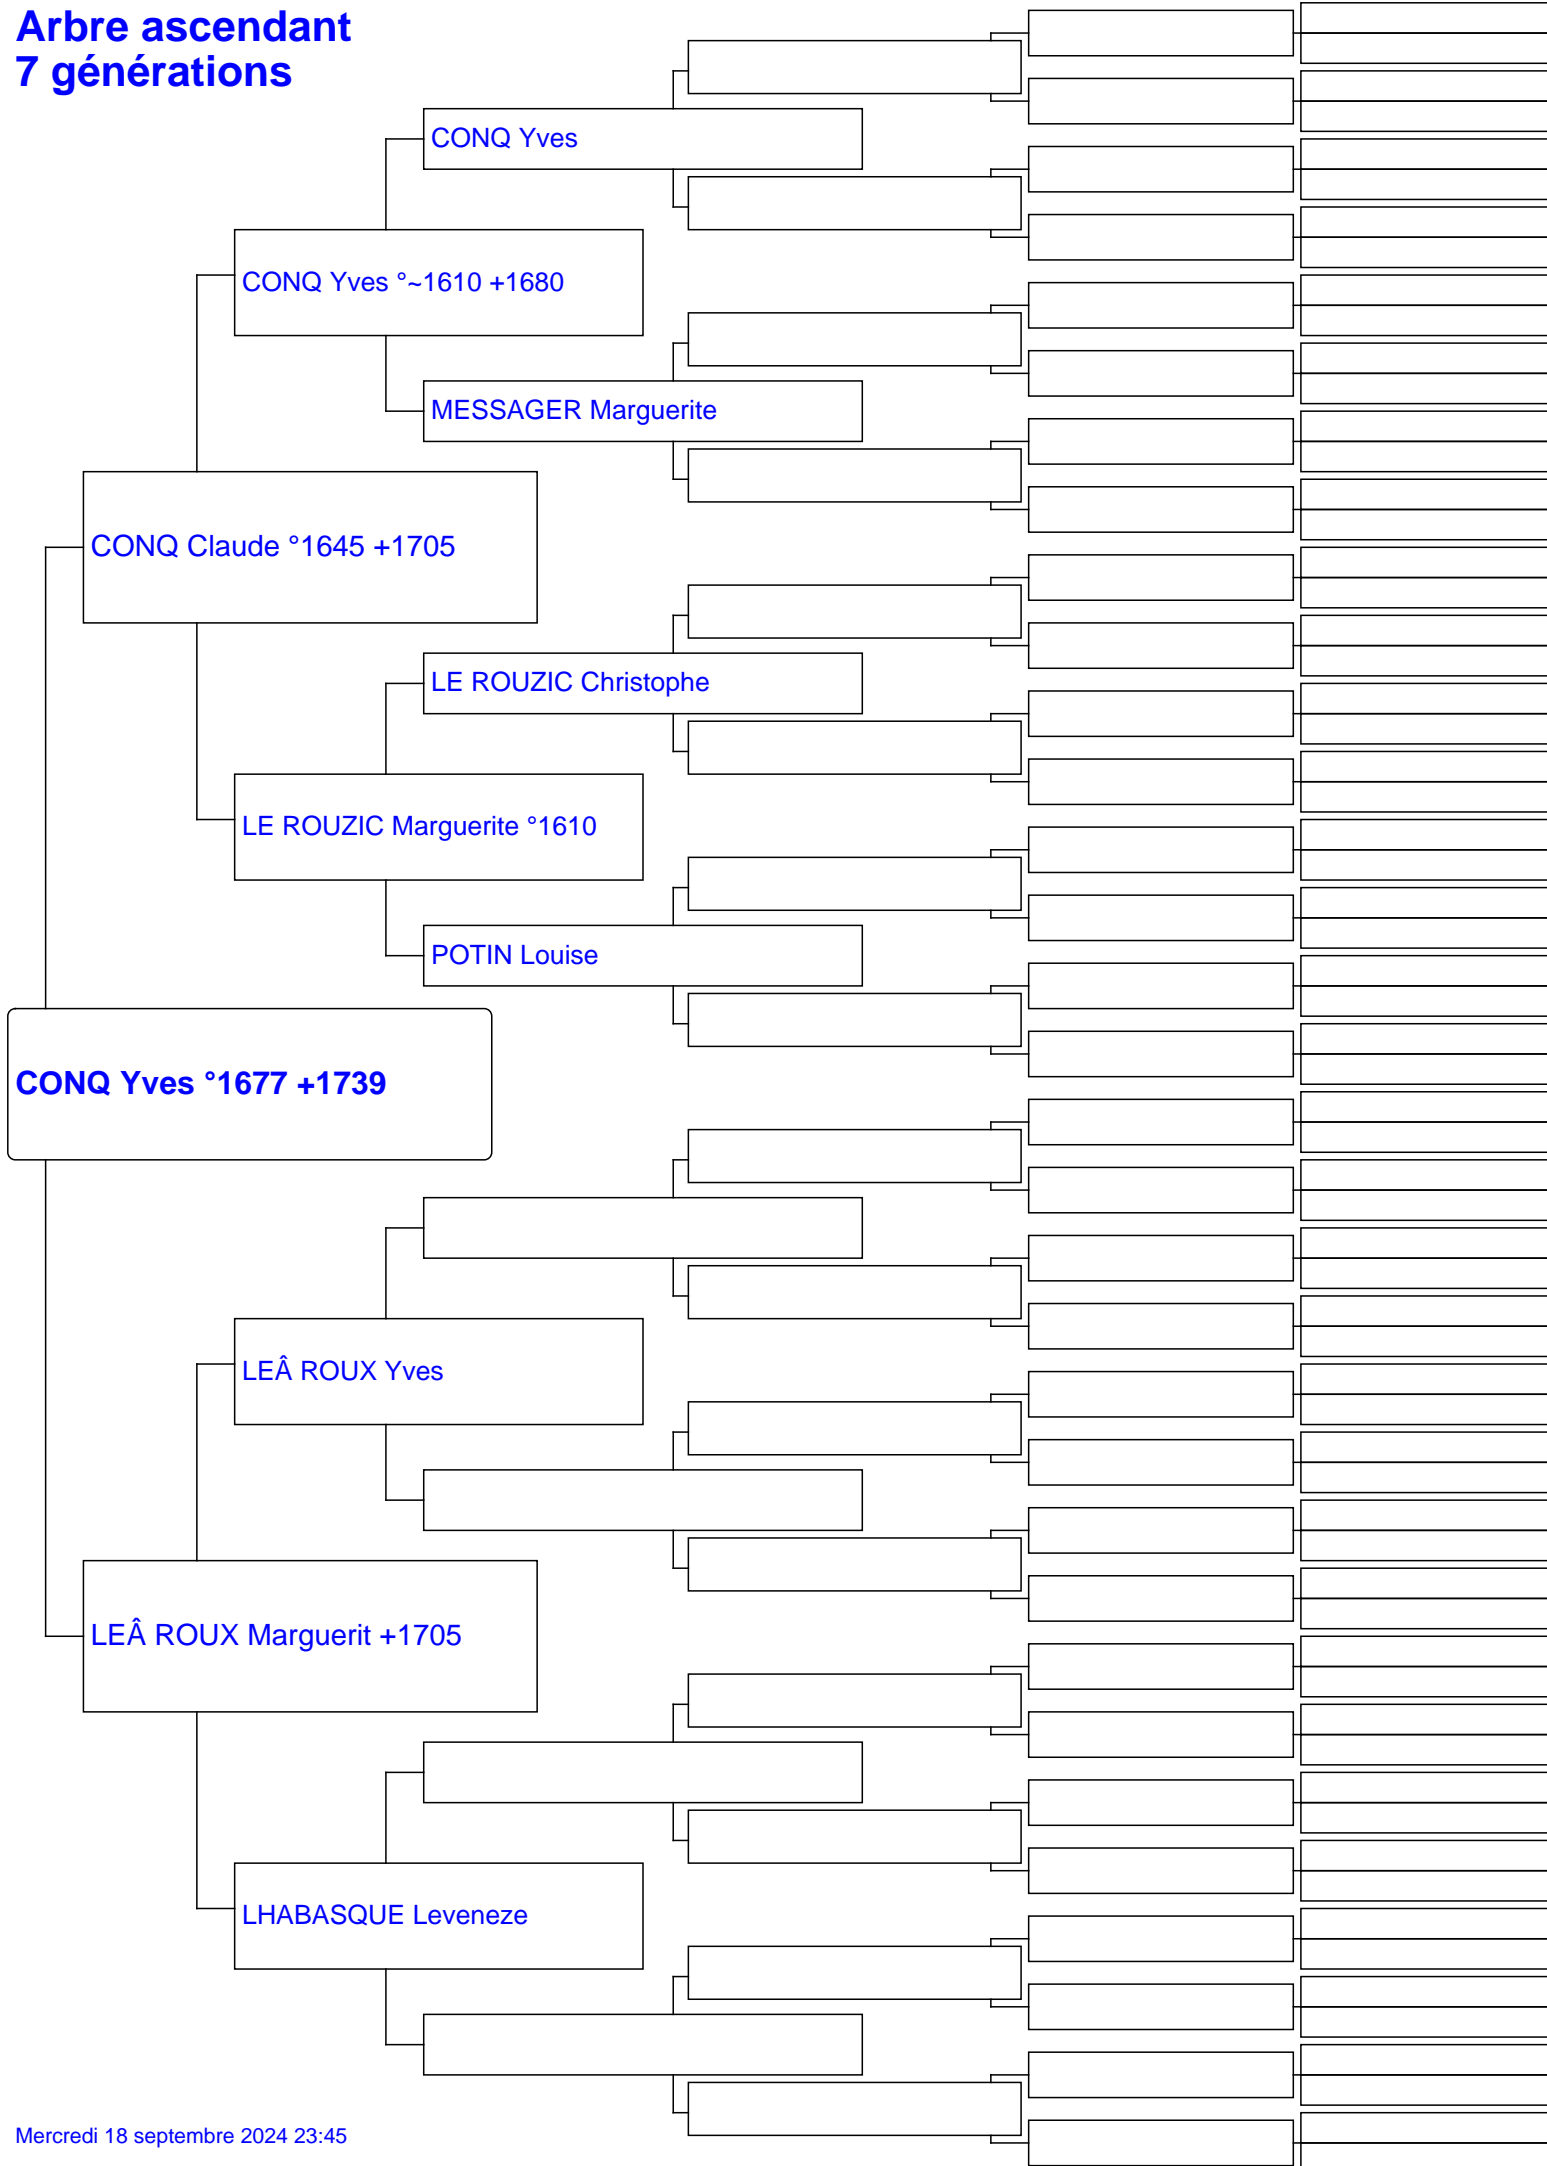 Arbre ascendant
7 générations
CONQ Yves
CONQ Yves °~1610 +1680
MESSAGER Marguerite
CONQ Claude °1645 +1705
LE ROUZIC Christophe
LE ROUZIC Marguerite °1610
POTIN Louise
CONQ Yves °1677 +1739
LEÂ ROUX Yves
LEÂ ROUX Marguerit +1705
LHABASQUE Leveneze
Mercredi 18 septembre 2024 23:45